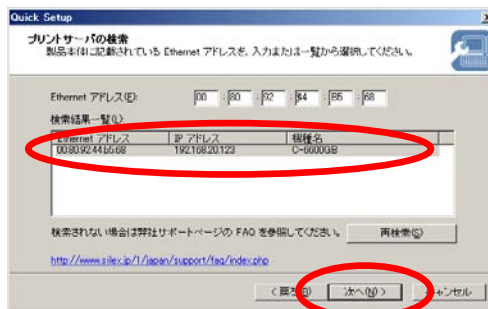 Quick Setup
プリントサーバの検索
製品本体に記載されている Ethernet アドレスを、入力または一覧から選択してください。
Ethernet アドレス(E): 00 : 80 : 92 : 44 : B5 : 68
検索結果一覧(L):
Ethernet アドレス IP アドレス 機種名
00:80:92:44:b5:68 192.168.20.123 C-6600GB
検索されない場合は弊社サポートページの FAQ を参照してください。 再検索(S)
http://www.silex.jp/1/japan/support/faq/index.php
< 戻る(B) 次へ(N) > キャンセル